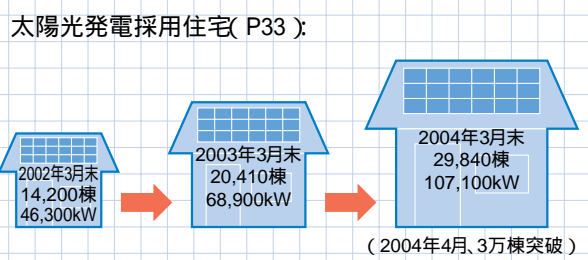 太陽光発電採用住宅( P33 ):
2002年3月末
14,200棟
46,300kW
2003年3月末
20,410棟
68,900kW
2004年3月末
29,840棟
107,100kW
(2004年4月、3万棟突破)